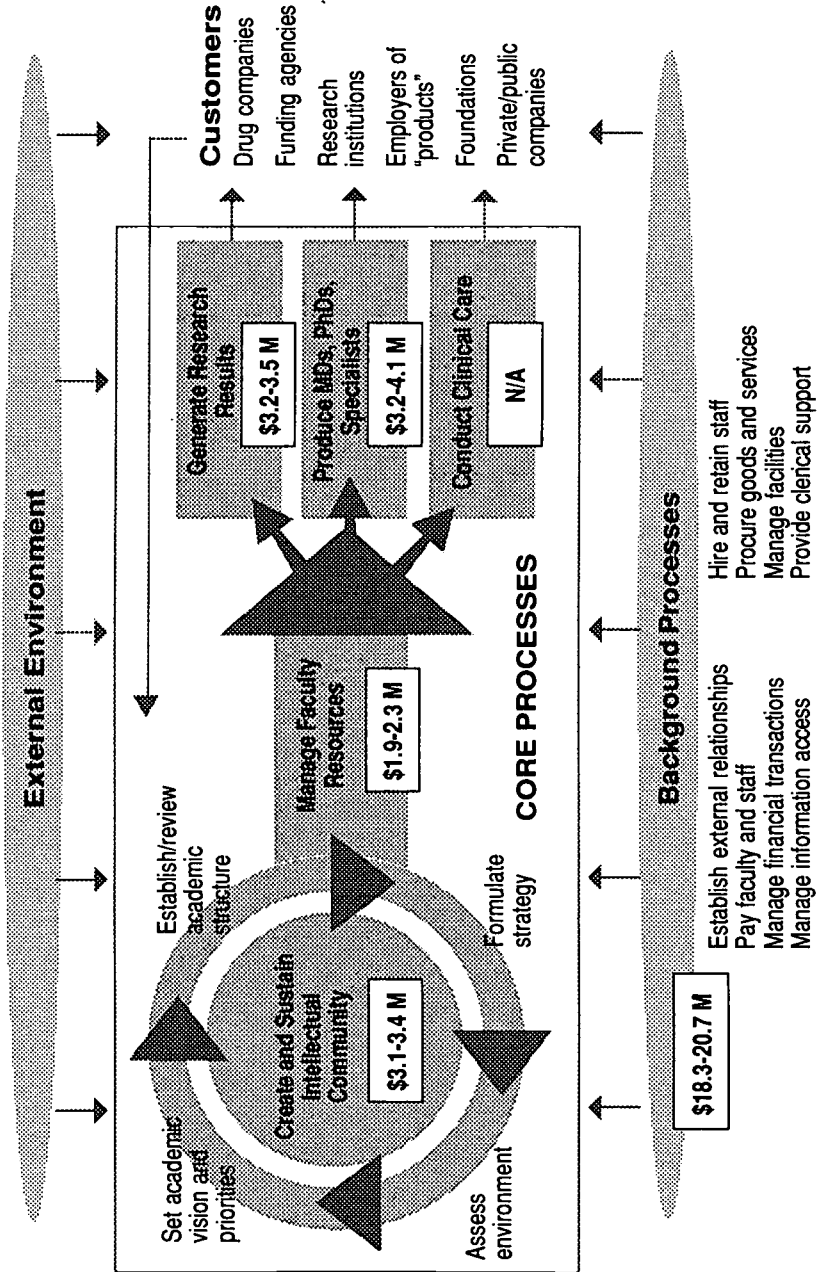 External Environment
Set academic
vision and
priorities
Establish/review
academic
structure
Create and Sustain
Intellectual
Community
$3.1-3.4 M
Assess
environment
Formulate
strategy
Manage Faculty
Resources
$1.9-2.3 M
CORE PROCESSES
Generate Research
Results
$3.2-3.5 M
Produce MDs, PhDs,
Specialists
$3.2-4.1 M
Conduct Clinical Care
N/A
Customers
Drug companies
Funding agencies
Research
institutions
Employers of
"products"
Foundations
Private/public
companies
Background Processes
$18.3-20.7 M
Establish external relationships
Pay faculty and staff
Manage financial transactions
Manage information access
Hire and retain staff
Procure goods and services
Manage facilities
Provide clerical support